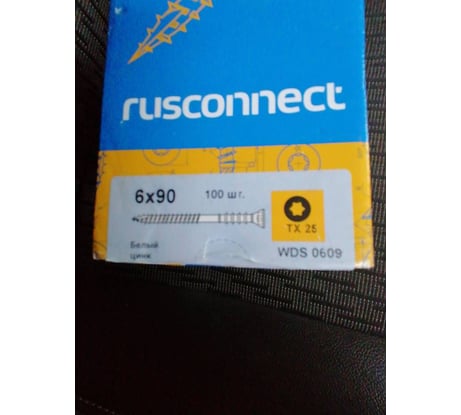 rusconnect
6x90 100 шт.
TX 25
Белый
цинк
WDS 0609